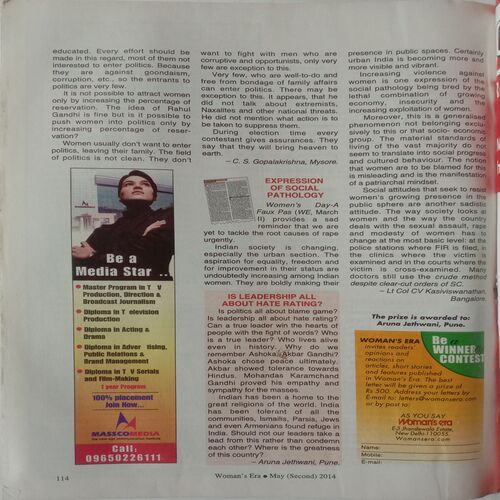 educated. Every effort should be
made in this regard, most of them not
interested to enter politics. Because
they are against goondaism,
corruption, etc., so the entrants to
politics are very few.
It is not possible to attract women
only by increasing the percentage of
reservation. The idea of Rahul
Gandhi is fine but is it possible to
push women into politics only by
increasing percentage of reser-
vation?
Women usually don't want to enter
politics, leaving their family. The field
of politics is not clean. They don't
Be a
Media Star ..
Master Program in T V
Production, Direction &
Broadcast Journalism
Diploma in T elevision
Production
Diploma in Acting &
Drama
Diploma in Adver tising,
Public Relations &
Brand Management
Diploma in T V Serials
and Film-Making
1 year Program
100% placement
Join Now...
MASSCOMEDIA
Call:
09650226111
want to fight with men who are
corruptive and opportunists, only very
few are exception to this.
Very few, who are well-to-do and
free from bondage of family affairs
can enter politics. There may be
exception to this. It appears, that he
did not talk about extremists,
Naxalites and other national threats.
He did not mention what action is to
be taken to suppress them.
During election time every
contestant gives assurances. They
say that they will bring heaven to
earth.
– C. S. Gopalakrishna, Mysore.
EXPRESSION
OF SOCIAL
PATHOLOGY
Women's Day-A
Faux Pas (WE, March
(II) provides a sad
reminder that we are
yet to tackle the root causes of rape
urgently.
Indian society is changing,
especially the urban section. The
aspiration for equality, freedom and
for improvement in their status are
undoubtedly increasing among Indian
women. They are boldly making their
IS LEADERSHIP ALL
ABOUT HATE RATING?
Is politics all about blame game?
Is leadership all about hate rating?
Can a true leader win the hearts of
people with the fight of words? Who
is a true leader? Who lives alive
even in history. Why do we
remember Ashoka, Akbar Gandhi?
Ashoka chose peace ultimately,
Akbar showed tolerance towards
Hindus, Mohandas Karamchand
Gandhi proved his empathy and
sympathy for the masses.
Indian has been a home to the
great religions of the world. India
has been tolerant of all the
communities, Ismailis, Parsis, Jews
and even Armenians found refuge in
India. Should not our leaders take a
lead from this rather than condemn
each other? Where is the greatness
of this country?
– Aruna Jethwani, Pune.
presence in public spaces. Certainly
urban India is becoming more and
more visible and vibrant.
Increasing violence against
women is one expression of the
social pathology being bred by the
lethal combination of growing
economy, insecurity and the
increasing exploitation of women.
Moreover, this is a generalised
phenomenon not belonging exclu-
sively to this or that socio- economic
group. The material standards of
living of the vast majority do not
seem to translate into social progress
and cultured behaviour. The notion
that women are to be blamed for this
is misleading and is the manifestation
of a patriarchal mindset.
Social attitudes that seek to resist
women's growing presence in the
public sphere are another sadistic
attitude. The way society looks at
women and the way the country
deals with the sexual assault, rape
and modesty of women has to
change at the most basic level: at the
police stations where FIR is filed, in
the clinics where the victim is
examined and in the courts where the
victim is cross-examined. Many
doctors still use the crude method
despite clear-cut orders of SC.
– Lt Col CV Kasiviswanathan,
Bangalore.
The prize is awarded to:
Aruna Jethwani, Pune.
Be a
WINNER
CONTEST
WOMAN'S ERA
invites readers'
opinions and
reactions on
articles, short stories
and features published
in Woman's Era. The best
letter will be given a prize of
Rs 500. Address your letters by
E-mail to: letters@womansera.com
or by post to:
AS YOU SAY
Woman's era
E-3 Jhandewala Estate,
New Delhi-110055.
Womansera.com
Name:
Mobile:
E-mail:
114
Woman's Era ● May (Second) 2014